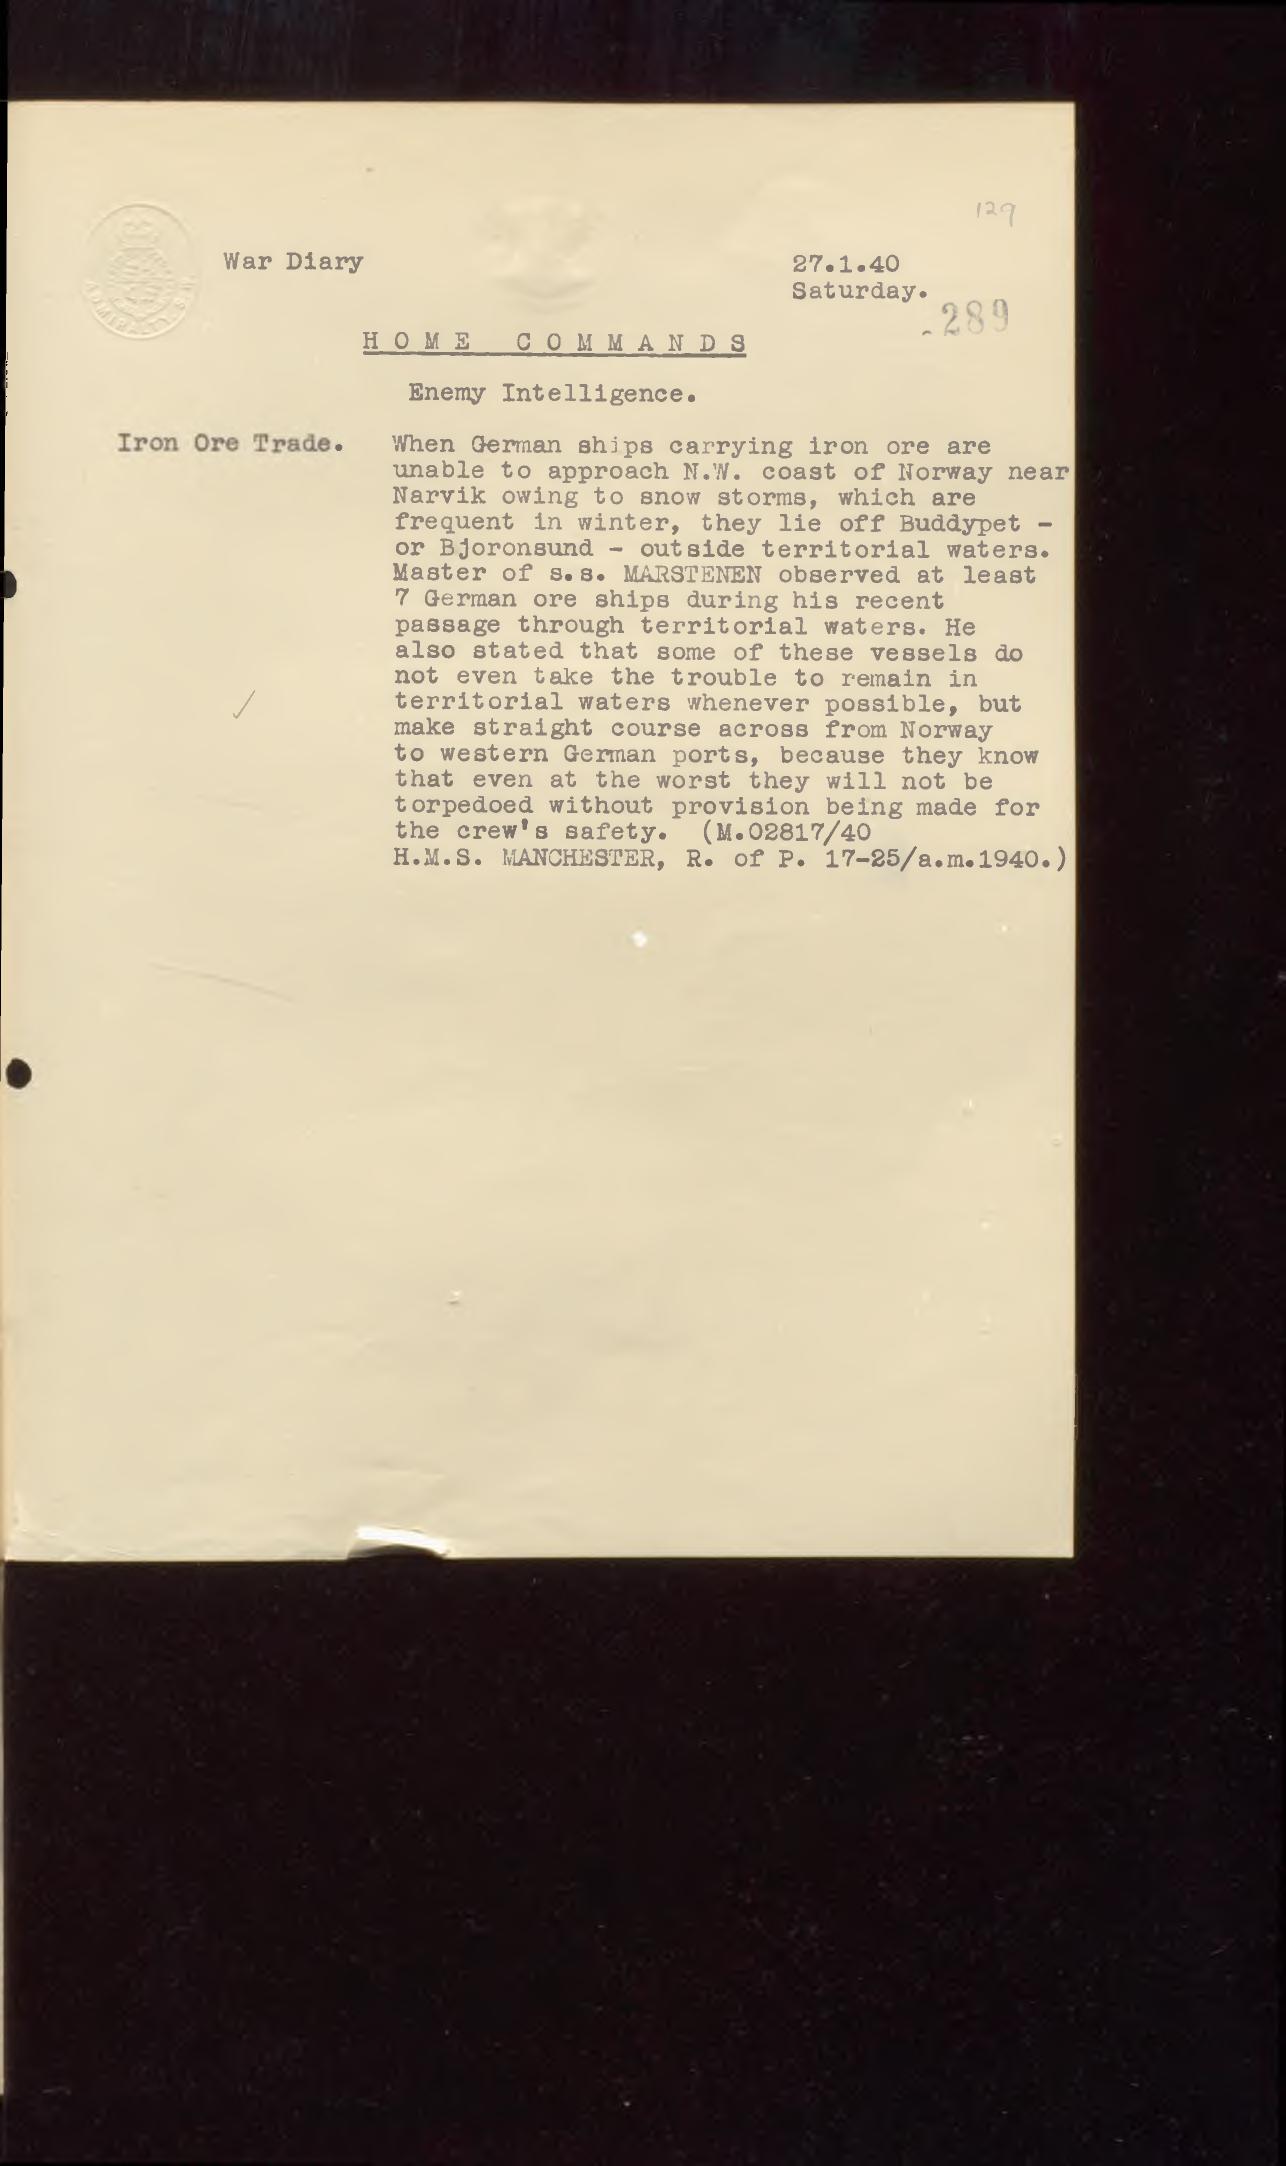 129
War Diary
27.1.40
Saturday.
289
HOME COMMANDS
Enemy Intelligence.
Iron Ore Trade.
When German ships carrying iron ore are
unable to approach N.W. coast of Norway near
Narvik owing to snow storms, which are
frequent in winter, they lie off Buddypet -
or Bjoronsund - outside territorial waters.
Master of s.s. MARSTENEN observed at least
7 German ore ships during his recent
passage through territorial waters. He
also stated that some of these vessels do
not even take the trouble to remain in
territorial waters whenever possible, but
make straight course across from Norway
to western German ports, because they know
that even at the worst they will not be
torpedoed without provision being made for
the crew's safety. (M.02817/40
H.M.S. MANCHESTER, R. of P. 17-25/a.m.1940.)